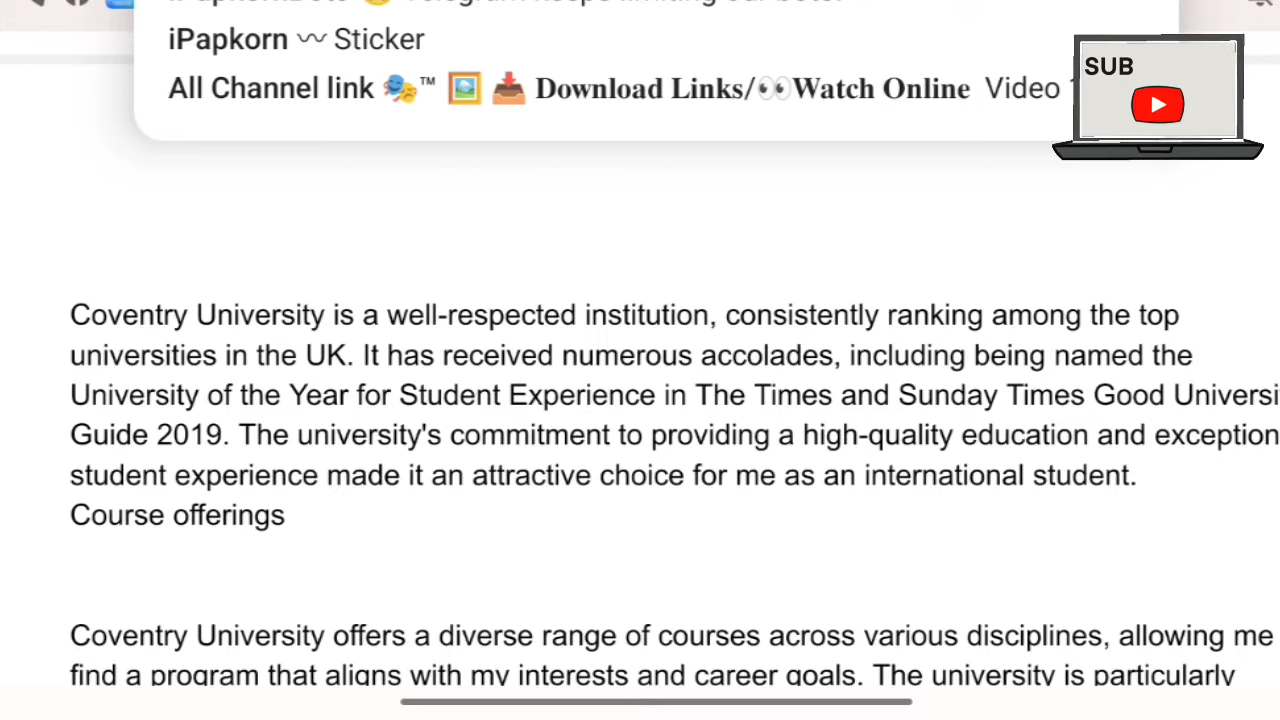 iPapkorn 〰 Sticker
All Channel link 🎭™ 🖼 📥 𝐃𝐨𝐰𝐧𝐥𝐨𝐚𝐝 𝐋𝐢𝐧𝐤𝐬/👀𝐖𝐚𝐭𝐜𝐡 𝐎𝐧𝐥𝐢𝐧𝐞 Video
SUB
Coventry University is a well-respected institution, consistently ranking among the top
universities in the UK. It has received numerous accolades, including being named the
University of the Year for Student Experience in The Times and Sunday Times Good Universi
Guide 2019. The university's commitment to providing a high-quality education and exception
student experience made it an attractive choice for me as an international student.
Course offerings
Coventry University offers a diverse range of courses across various disciplines, allowing me
find a program that aligns with my interests and career goals. The university is particularly